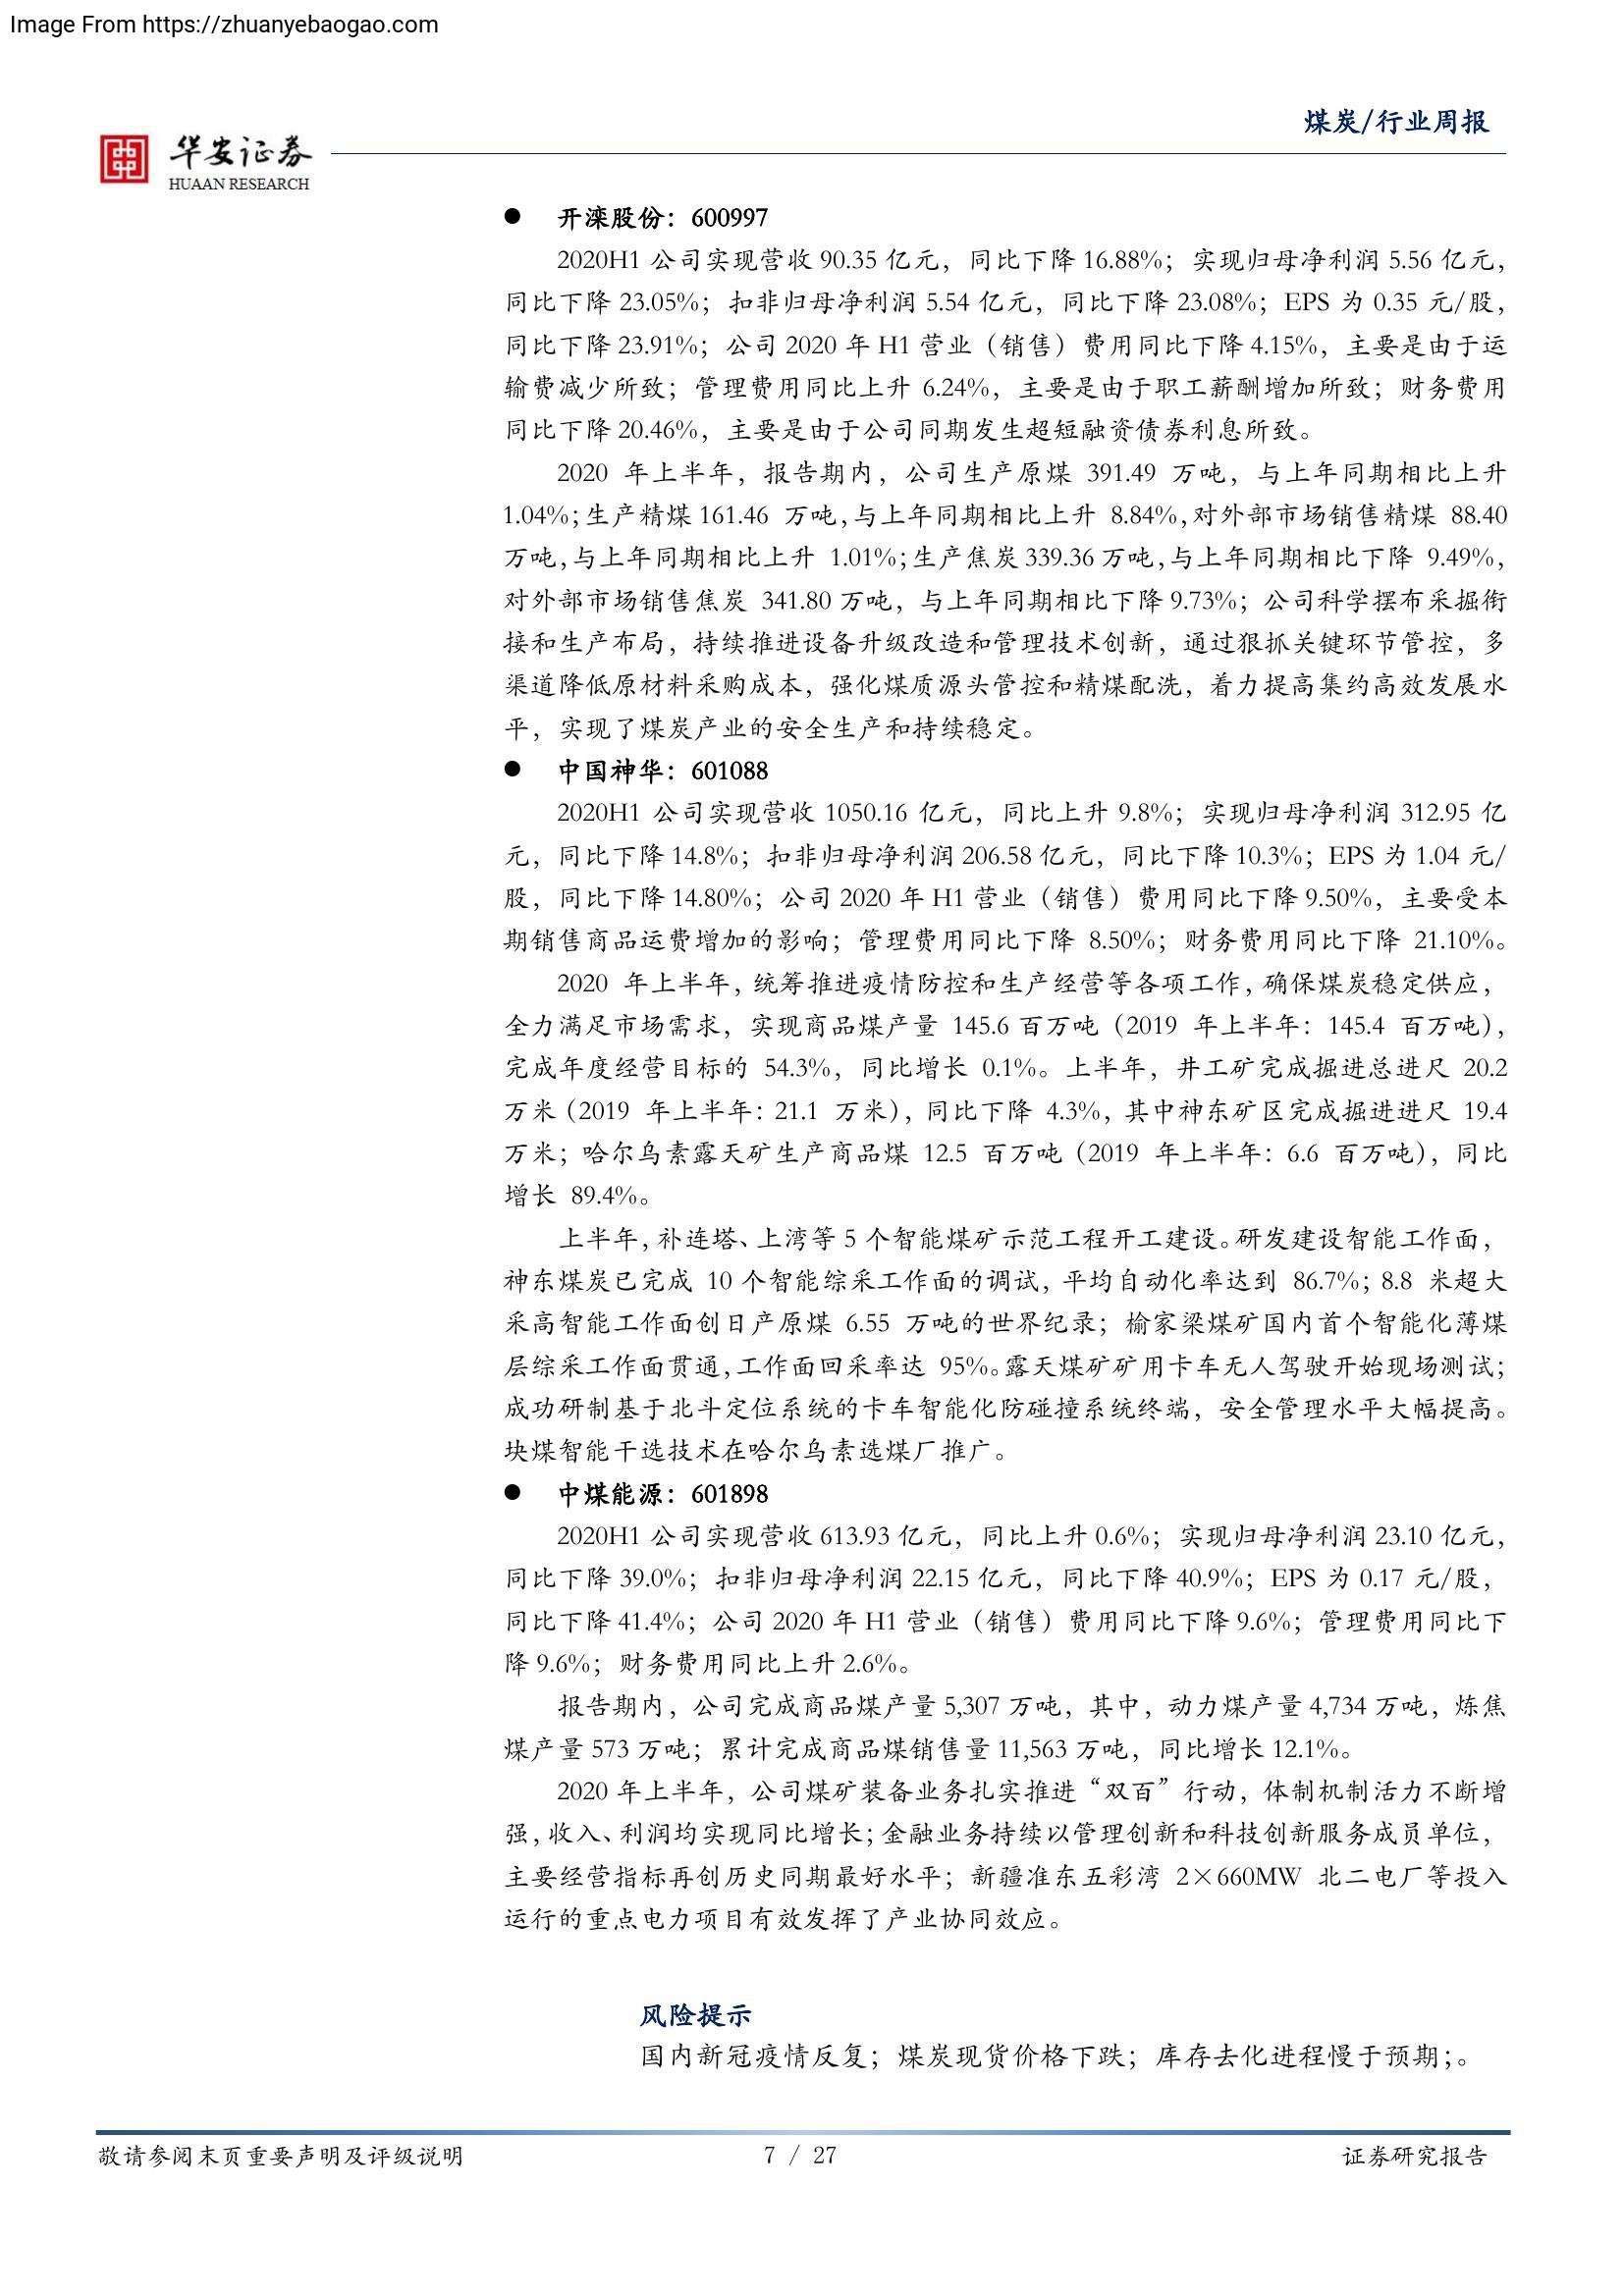 Image From https://zhuanyebaogao.com
煤炭/行业周报
华安证券
HUAAN RESEARCH
● 开滦股份：600997
2020H1 公司实现营收 90.35 亿元，同比下降 16.88%；实现归母净利润 5.56 亿元，
同比下降 23.05%；扣非归母净利润 5.54 亿元，同比下降 23.08%；EPS 为 0.35 元/股，
同比下降 23.91%；公司 2020 年 H1 营业（销售）费用同比下降 4.15%，主要是由于运
输费减少所致；管理费用同比上升 6.24%，主要是由于职工薪酬增加所致；财务费用
同比下降 20.46%，主要是由于公司同期发生超短融资债券利息所致。
2020 年上半年，报告期内，公司生产原煤 391.49 万吨，与上年同期相比上升
1.04%；生产精煤 161.46 万吨，与上年同期相比上升 8.84%，对外部市场销售精煤 88.40
万吨，与上年同期相比上升 1.01%；生产焦炭 339.36 万吨，与上年同期相比下降 9.49%，
对外部市场销售焦炭 341.80 万吨，与上年同期相比下降 9.73%；公司科学摆布采掘衔
接和生产布局，持续推进设备升级改造和管理技术创新，通过狠抓关键环节管控，多
渠道降低原材料采购成本，强化煤质源头管控和精煤配洗，着力提高集约高效发展水
平，实现了煤炭产业的安全生产和持续稳定。
● 中国神华：601088
2020H1 公司实现营收 1050.16 亿元，同比上升 9.8%；实现归母净利润 312.95 亿
元，同比下降 14.8%；扣非归母净利润 206.58 亿元，同比下降 10.3%；EPS 为 1.04 元/
股，同比下降 14.80%；公司 2020 年 H1 营业（销售）费用同比下降 9.50%，主要受本
期销售商品运费增加的影响；管理费用同比下降 8.50%；财务费用同比下降 21.10%。
2020 年上半年，统筹推进疫情防控和生产经营等各项工作，确保煤炭稳定供应，
全力满足市场需求，实现商品煤产量 145.6 百万吨（2019 年上半年：145.4 百万吨），
完成年度经营目标的 54.3%，同比增长 0.1%。上半年，井工矿完成掘进总进尺 20.2
万米（2019 年上半年：21.1 万米），同比下降 4.3%，其中神东矿区完成掘进进尺 19.4
万米；哈尔乌素露天矿生产商品煤 12.5 百万吨（2019 年上半年：6.6 百万吨），同比
增长 89.4%。
上半年，补连塔、上湾等 5 个智能煤矿示范工程开工建设。研发建设智能工作面，
神东煤炭已完成 10 个智能综采工作面的调试，平均自动化率达到 86.7%；8.8 米超大
采高智能工作面创日产原煤 6.55 万吨的世界纪录；榆家梁煤矿国内首个智能化薄煤
层综采工作面贯通，工作面回采率达 95%。露天煤矿矿用卡车无人驾驶开始现场测试；
成功研制基于北斗定位系统的卡车智能化防碰撞系统终端，安全管理水平大幅提高。
块煤智能干选技术在哈尔乌素选煤厂推广。
● 中煤能源：601898
2020H1 公司实现营收 613.93 亿元，同比上升 0.6%；实现归母净利润 23.10 亿元，
同比下降 39.0%；扣非归母净利润 22.15 亿元，同比下降 40.9%；EPS 为 0.17 元/股，
同比下降 41.4%；公司 2020 年 H1 营业（销售）费用同比下降 9.6%；管理费用同比下
降 9.6%；财务费用同比上升 2.6%。
报告期内，公司完成商品煤产量 5,307 万吨，其中，动力煤产量 4,734 万吨，炼焦
煤产量 573 万吨；累计完成商品煤销售量 11,563 万吨，同比增长 12.1%。
2020 年上半年，公司煤矿装备业务扎实推进“双百”行动，体制机制活力不断增
强，收入、利润均实现同比增长；金融业务持续以管理创新和科技创新服务成员单位，
主要经营指标再创历史同期最好水平；新疆准东五彩湾 2×660MW 北二电厂等投入
运行的重点电力项目有效发挥了产业协同效应。
风险提示
国内新冠疫情反复；煤炭现货价格下跌；库存去化进程慢于预期；。
敬请参阅末页重要声明及评级说明
7 / 27
证券研究报告